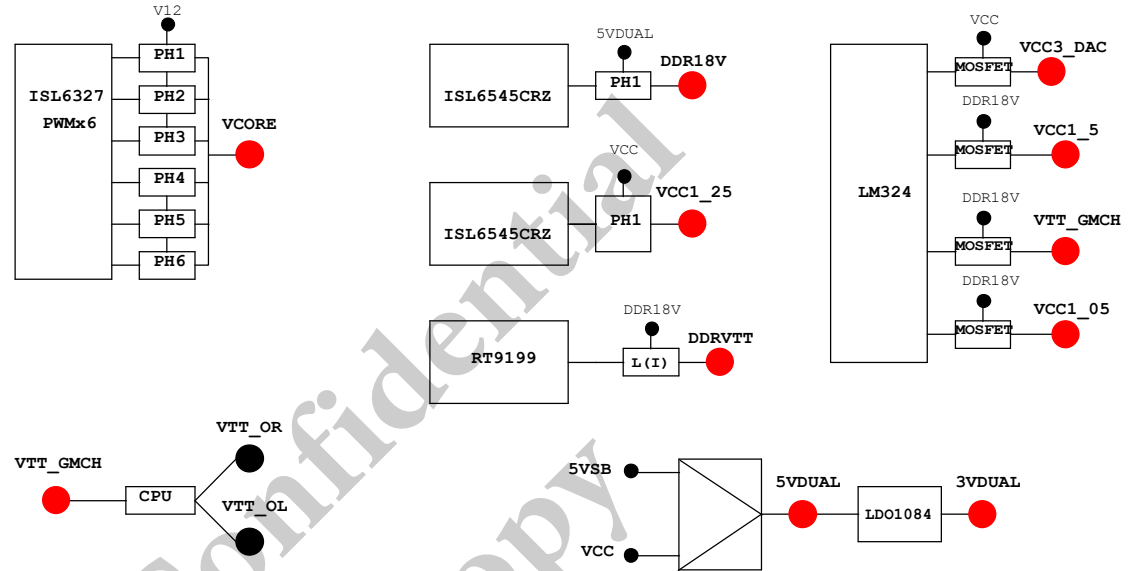 V12
PH1
ISL6327
PWMx6
PH2
PH3
VCORE
PH4
PH5
PH6
5VDUAL
DDR18V
ISL6545CRZ
PH1
VCC
VCC1_25
ISL6545CRZ
PH1
DDR18V
DDRVTT
RT9199
L(I)
VCC
VCC3_DAC
MOSFET
DDR18V
VCC1_5
MOSFET
LM324
DDR18V
VTT_GMCH
MOSFET
DDR18V
VCC1_05
MOSFET
VTT_OR
VTT_GMCH
CPU
VTT_OL
5VSB
5VDUAL
3VDUAL
LDO1084
VCC
Confidential
opy